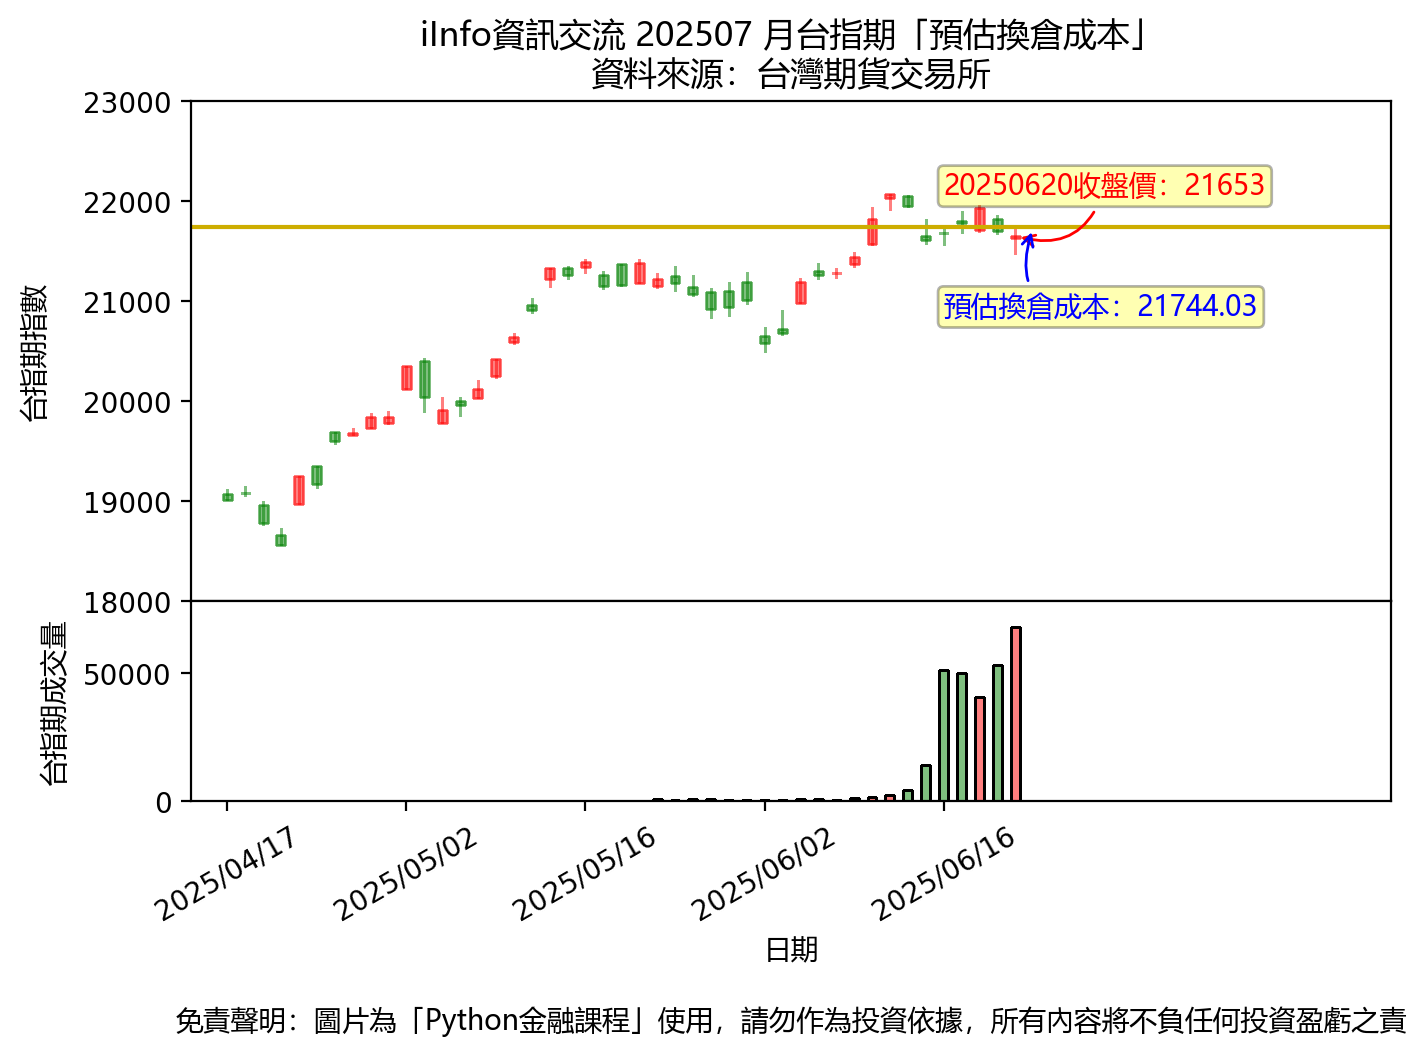 iInfo資訊交流 202507 月台指期「預估換倉成本」
資料來源：台灣期貨交易所
23000
22000
21000
20000
19000
18000
台指期指數
20250620收盤價：21653
預估換倉成本：21744.03
50000
0
台指期成交量
2025/04/17
2025/05/02
2025/05/16
2025/06/02
2025/06/16
日期
免責聲明：圖片為「Python金融課程」使用，請勿作為投資依據，所有內容將不負任何投資盈虧之責